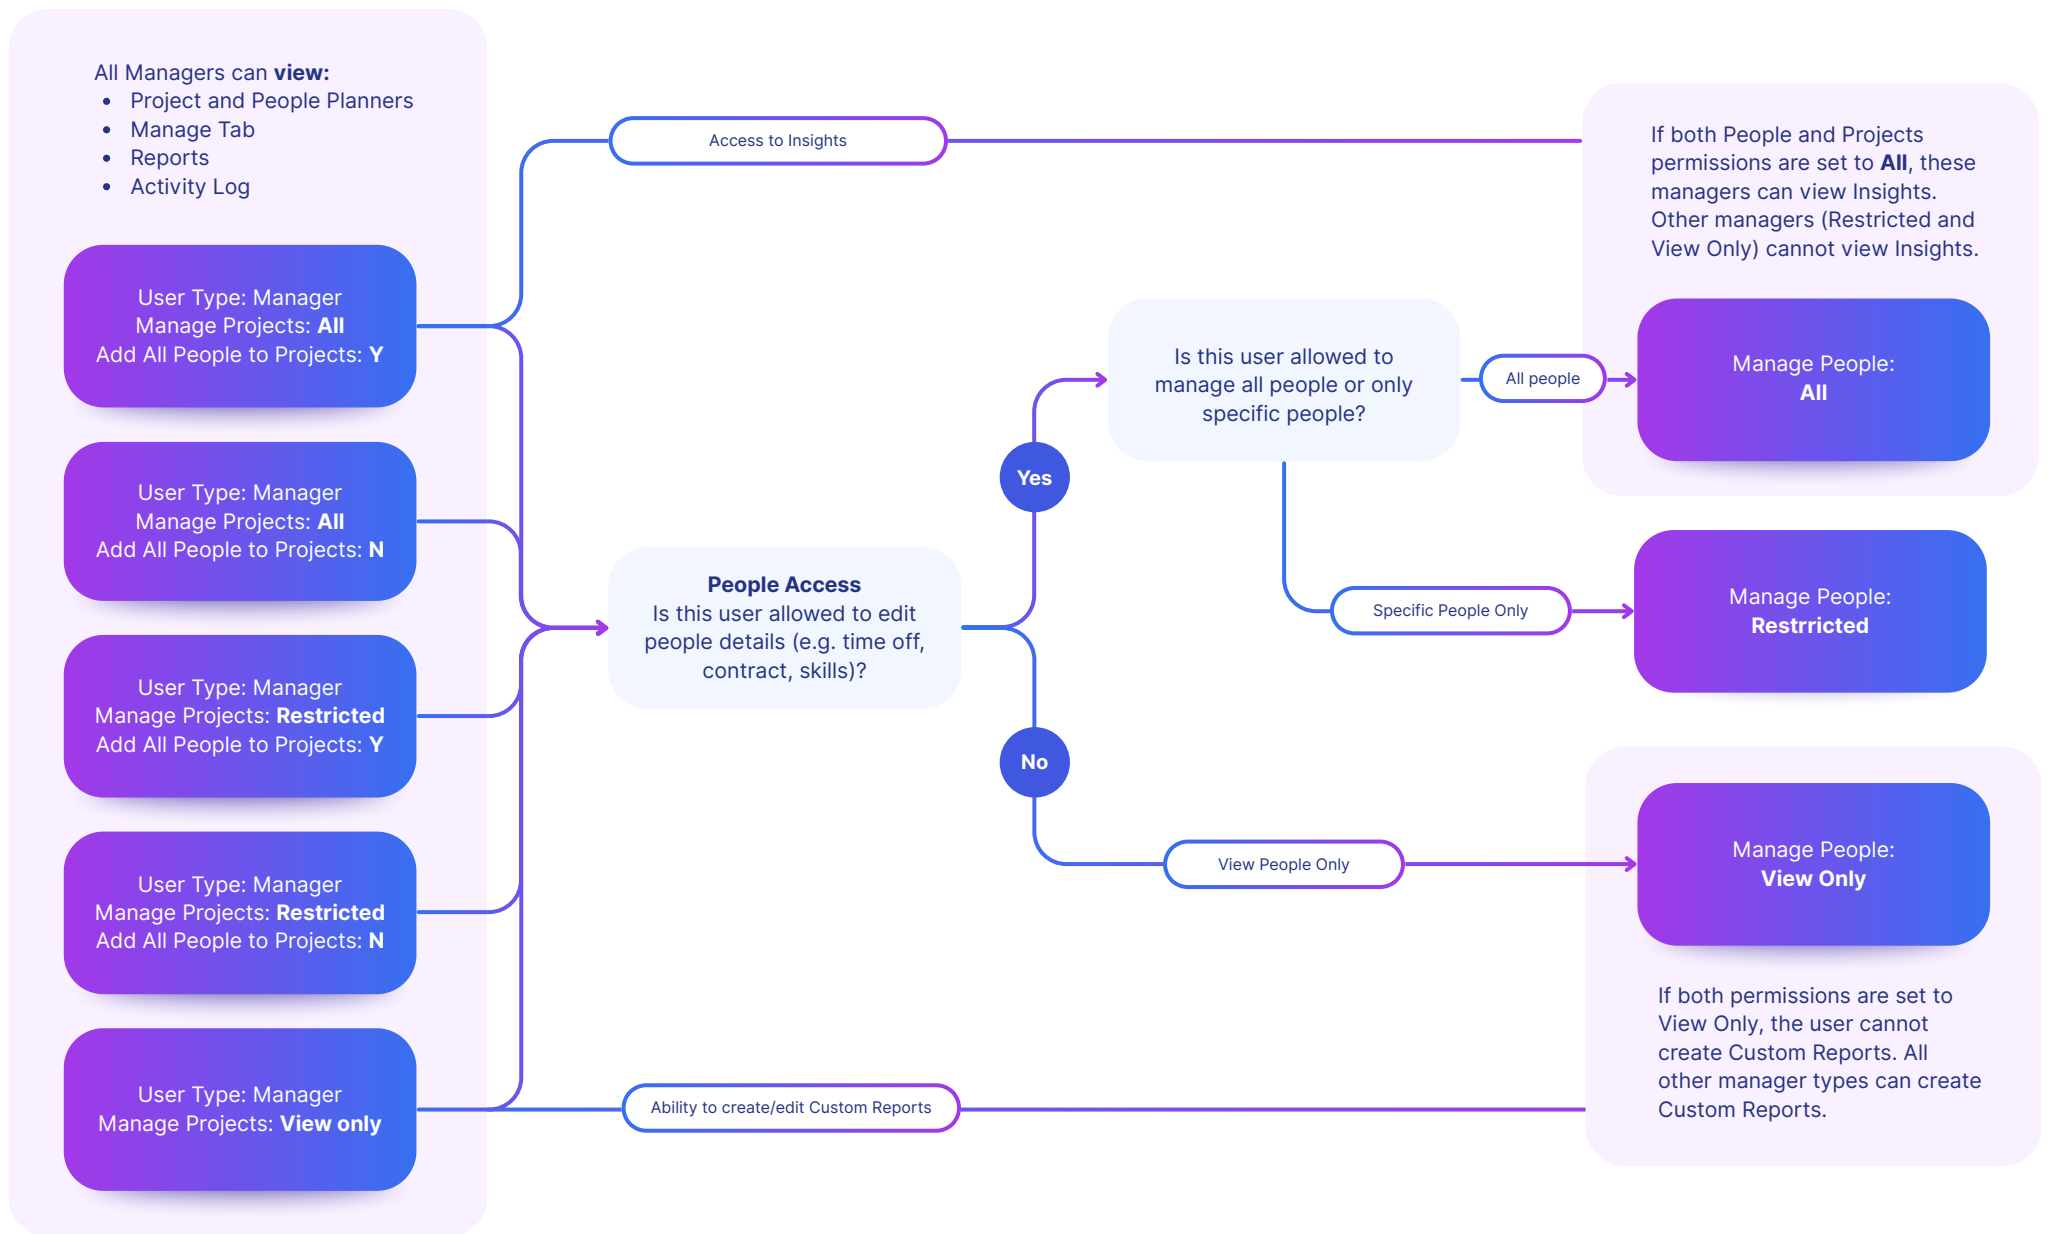 All Managers can view:
• Project and People Planners
• Manage Tab
• Reports
• Activity Log
User Type: Manager
Manage Projects: All
Add All People to Projects: Y
User Type: Manager
Manage Projects: All
Add All People to Projects: N
User Type: Manager
Manage Projects: Restricted
Add All People to Projects: Y
User Type: Manager
Manage Projects: Restricted
Add All People to Projects: N
User Type: Manager
Manage Projects: View only
Access to Insights
People Access
Is this user allowed to edit
people details (e.g. time off,
contract, skills)?
Ability to create/edit Custom Reports
Yes
No
Is this user allowed to
manage all people or only
specific people?
All people
Specific People Only
View People Only
If both People and Projects
permissions are set to All, these
managers can view Insights.
Other managers (Restricted and
View Only) cannot view Insights.
Manage People:
All
Manage People:
Restrricted
Manage People:
View Only
If both permissions are set to
View Only, the user cannot
create Custom Reports. All
other manager types can create
Custom Reports.